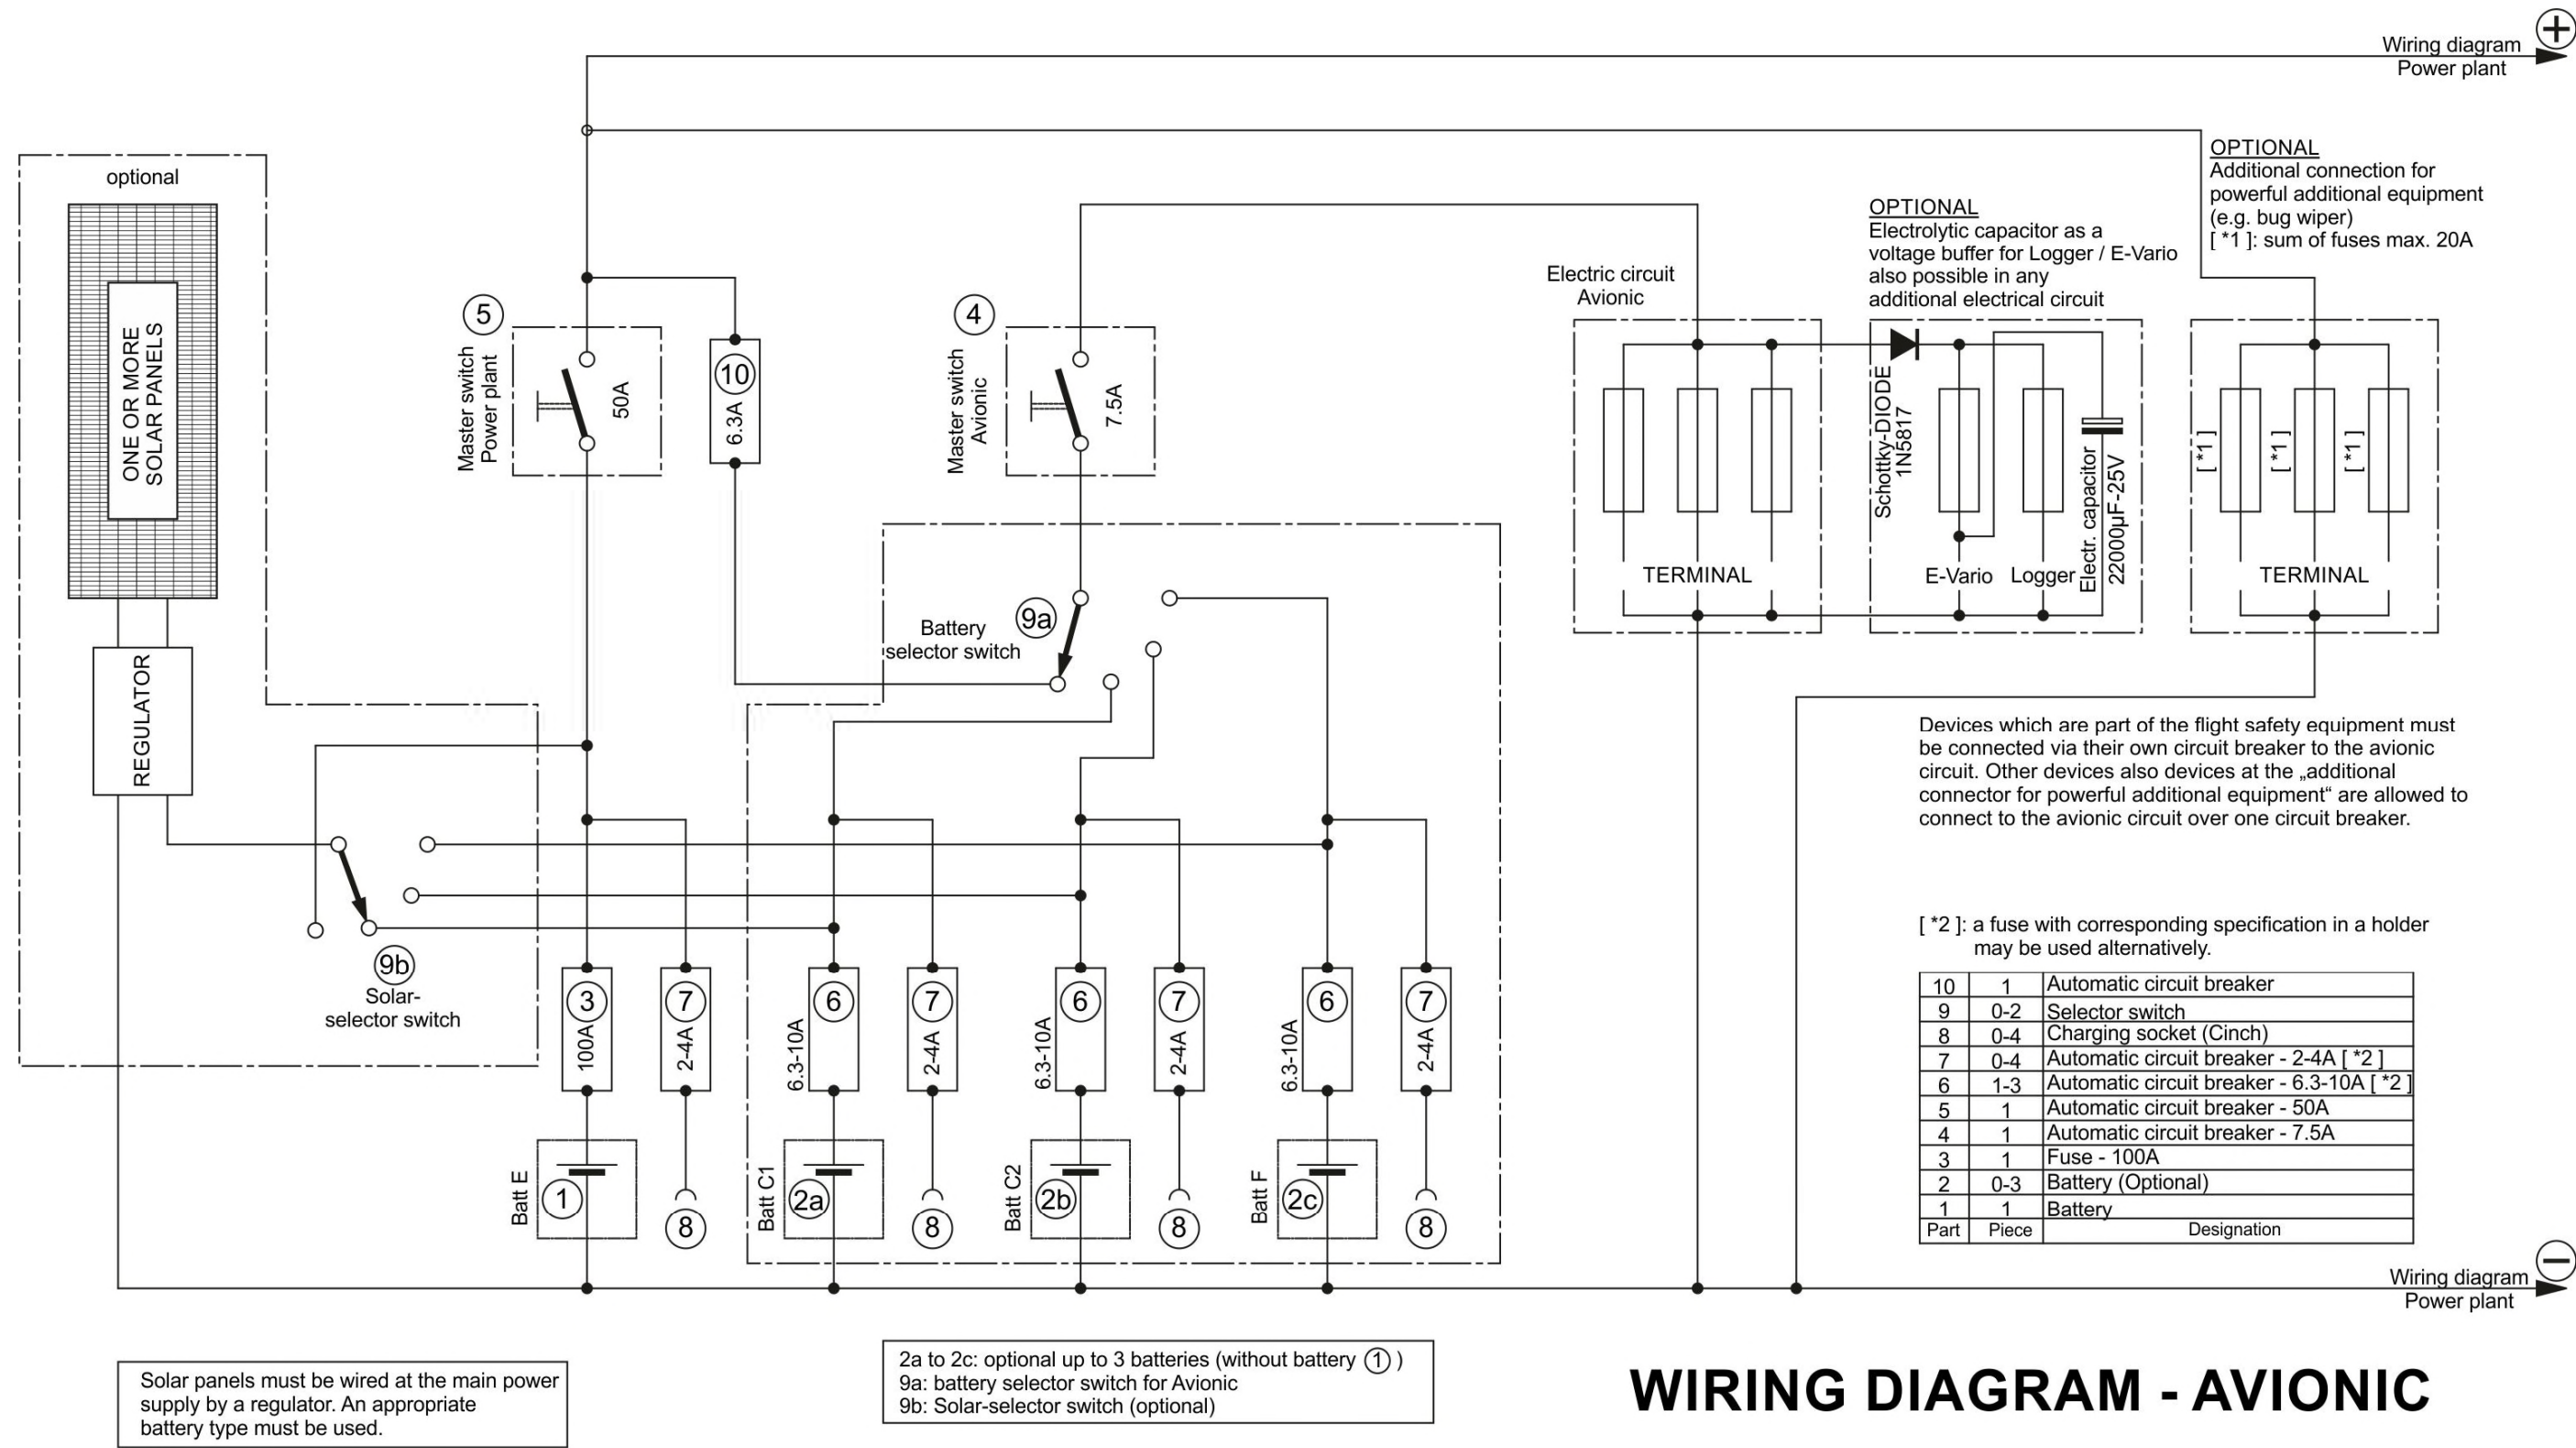 Wiring diagram
Power plant
+
optional
ONE OR MORE
SOLAR PANELS
REGULATOR
5
Master switch
Power plant
50A
10
6.3A
4
Master switch
Avionic
7.5A
Electric circuit
Avionic
TERMINAL
OPTIONAL
Electrolytic capacitor as a
voltage buffer for Logger / E-Vario
also possible in any
additional electrical circuit
Schottky-DIODE
1N5817
E-Vario
Logger
Electr. capacitor
22000µF-25V
OPTIONAL
Additional connection for
powerful additional equipment
(e.g. bug wiper)
[ *1 ]: sum of fuses max. 20A
[ *1 ]
[ *1 ]
[ *1 ]
TERMINAL
9a
Battery
selector switch
9b
Solar-
selector switch
3
100A
7
2-4A
6
6.3-10A
7
2-4A
6
6.3-10A
7
2-4A
6
6.3-10A
7
2-4A
Batt E
1
8
Batt C1
2a
8
Batt C2
2b
8
Batt F
2c
8
Devices which are part of the flight safety equipment must
be connected via their own circuit breaker to the avionic
circuit. Other devices also devices at the „additional
connector for powerful additional equipment“ are allowed to
connect to the avionic circuit over one circuit breaker.
[ *2 ]: a fuse with corresponding specification in a holder
may be used alternatively.
10 1 Automatic circuit breaker
9 0-2 Selector switch
8 0-4 Charging socket (Cinch)
7 0-4 Automatic circuit breaker - 2-4A [ *2 ]
6 1-3 Automatic circuit breaker - 6.3-10A [ *2 ]
5 1 Automatic circuit breaker - 50A
4 1 Automatic circuit breaker - 7.5A
3 1 Fuse - 100A
2 0-3 Battery (Optional)
1 1 Battery
Part Piece Designation
Wiring diagram
Power plant
−
Solar panels must be wired at the main power
supply by a regulator. An appropriate
battery type must be used.
2a to 2c: optional up to 3 batteries (without battery 1 )
9a: battery selector switch for Avionic
9b: Solar-selector switch (optional)
WIRING DIAGRAM - AVIONIC